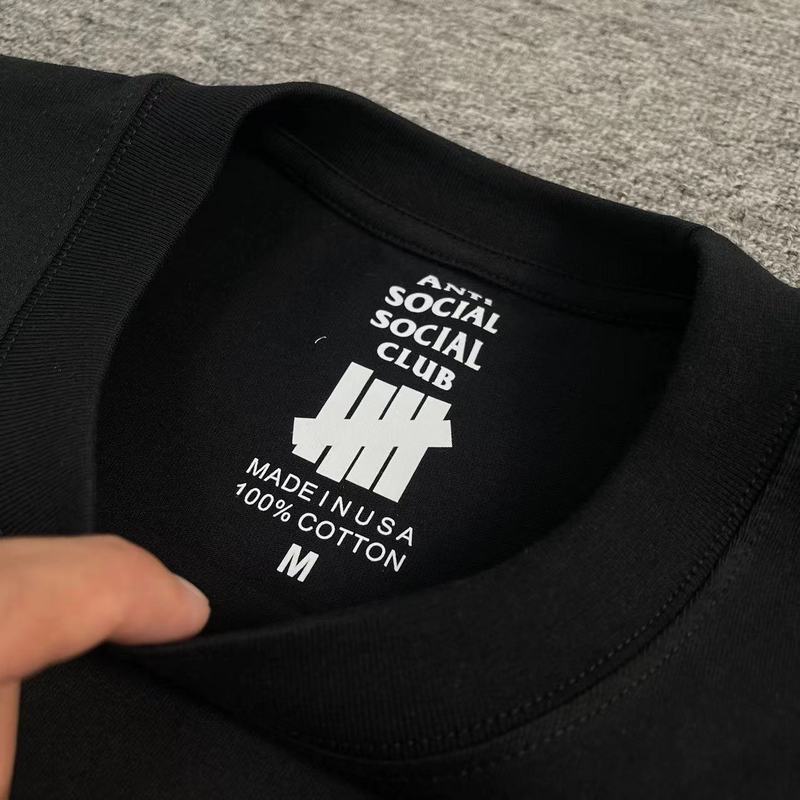 ANTI
SOCIAL
SOCIAL
CLUB
MADE IN USA
100% COTTON
M